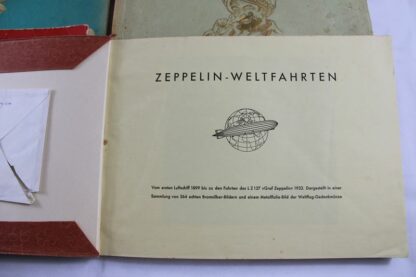 ZEPPELIN-WELTFAHRTEN
Vom ersten Luftschiff 1899 bis zu den Fahrten des LZ 127 »Graf Zeppelin« 1932. Dargestellt in einer
Sammlung von 264 echten Bromsilber-Bildern und einem Metallfolie-Bild der Weltflug-Gedenkmünze